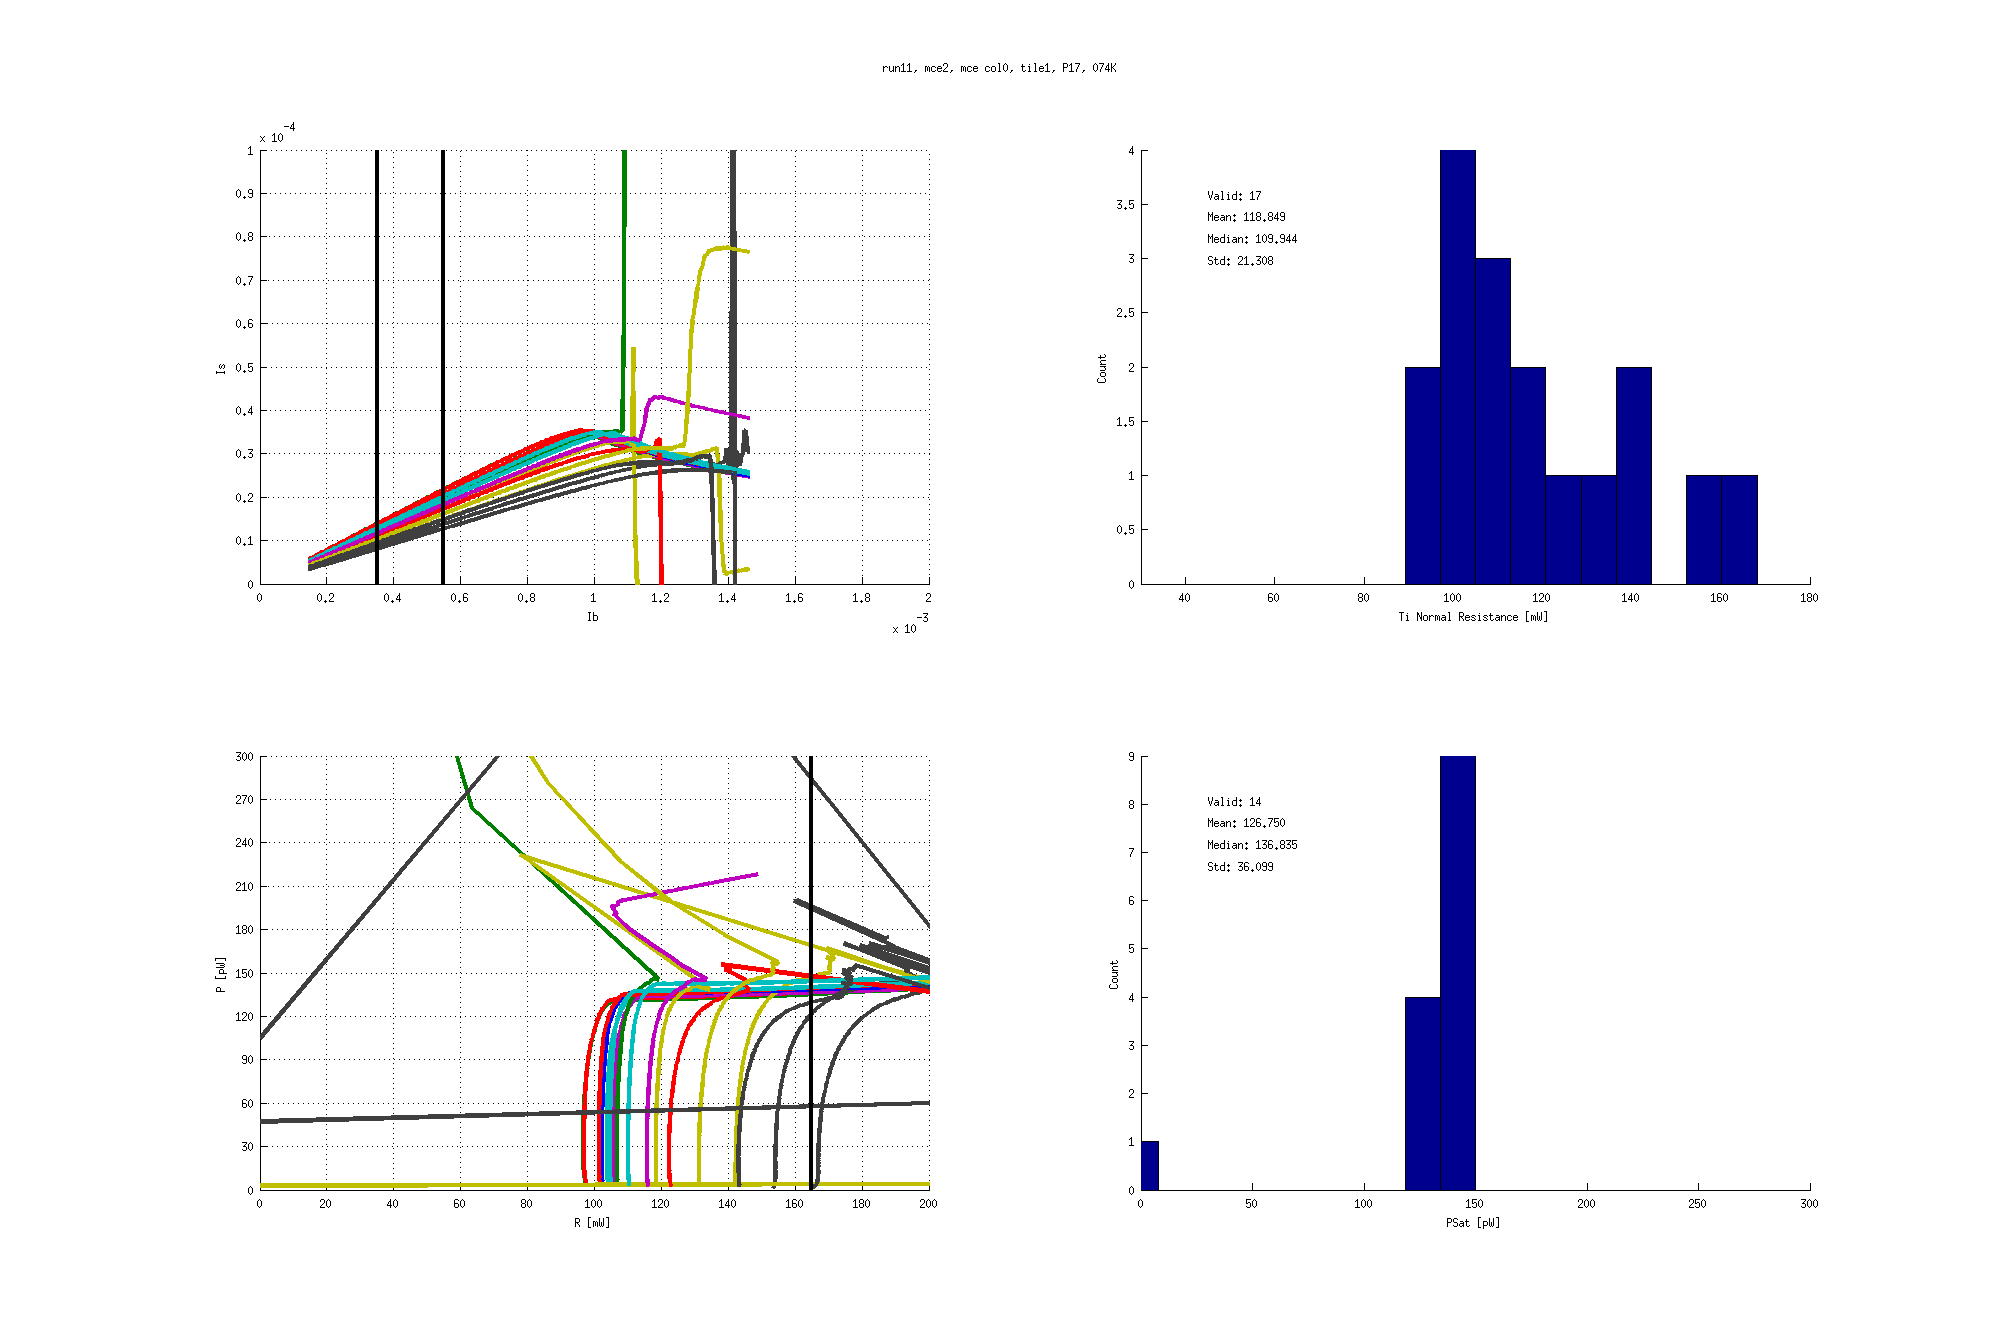 run11, mce2, mce col0, tile1, P17, 074K
x 10^-4
1
0.9
0.8
0.7
0.6
0.5
0.4
0.3
0.2
0.1
0
Is
0 0.2 0.4 0.6 0.8 1 1.2 1.4 1.6 1.8 2
Ib
x 10^-3
4
3.5
3
2.5
2
1.5
1
0.5
0
Count
Valid: 17
Mean: 118.849
Median: 109.944
Std: 21.308
40 60 80 100 120 140 160 180
Ti Normal Resistance [mW]
300
270
240
210
180
150
120
90
60
30
0
P [pW]
0 20 40 60 80 100 120 140 160 180 200
R [mW]
9
8
7
6
5
4
3
2
1
0
Count
Valid: 14
Mean: 126.750
Median: 136.835
Std: 36.099
0 50 100 150 200 250 300
PSat [pW]